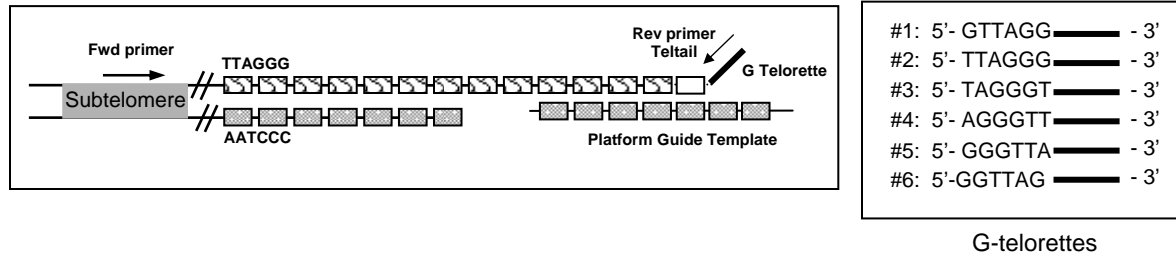 Fwd primer
Rev primer
Teltail
TTAGGG
G Telorette
Subtelomere
AATCCC
Platform Guide Template
#1: 5'- GTTAGG - 3'
#2: 5'- TTAGGG - 3'
#3: 5'- TAGGGT - 3'
#4: 5'- AGGGTT - 3'
#5: 5'- GGGTTA - 3'
#6: 5'-GGTTAG - 3'
G-telorettes